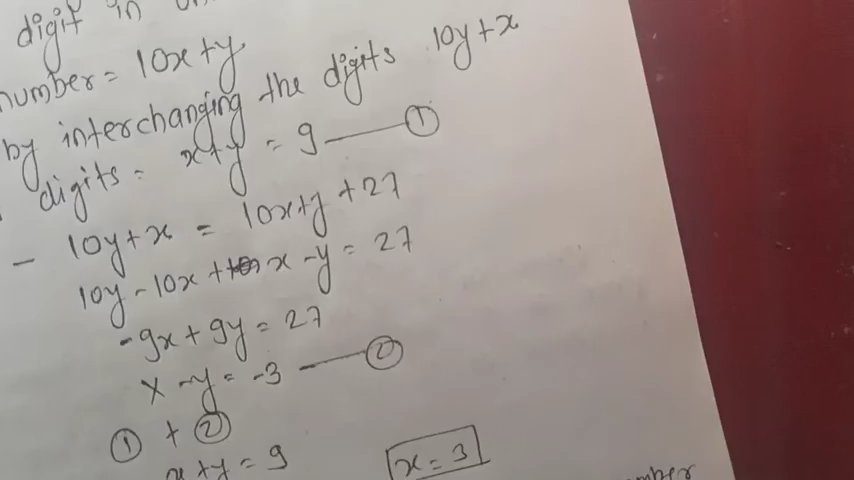 digit in
number = 10x+y
by interchanging the digits 10y+x
digits = x+y = 9 ①
- 10y+x = 10x+y+27
10y-10x+x-y = 27
-9x+9y = 27
x-y = -3 ②
① + ②
x+y = 9
x = 3